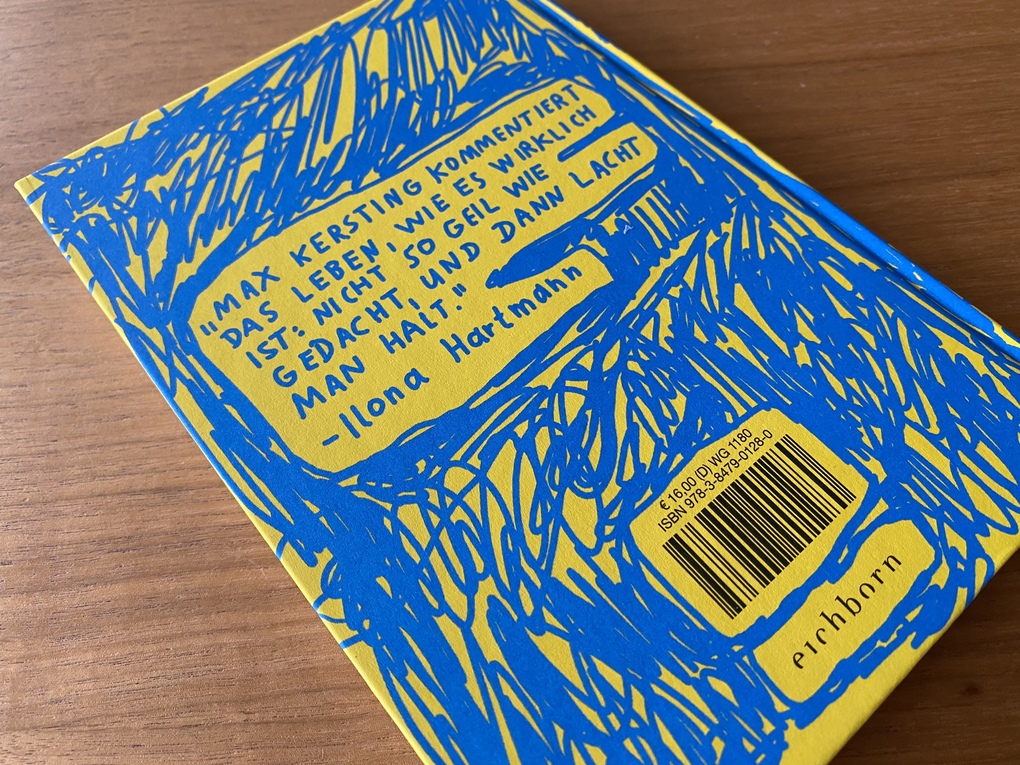 "MAX KERSTING KOMMENTIERT
DAS LEBEN, WIE ES WIRKLICH
IST: NICHT SO GEIL WIE
GEDACHT, UND DANN LACHT
MAN HALT."
-Ilona Hartmann
€ 16,00 (D) WG 1180
ISBN 978-3-8479-0128-0
eichborn